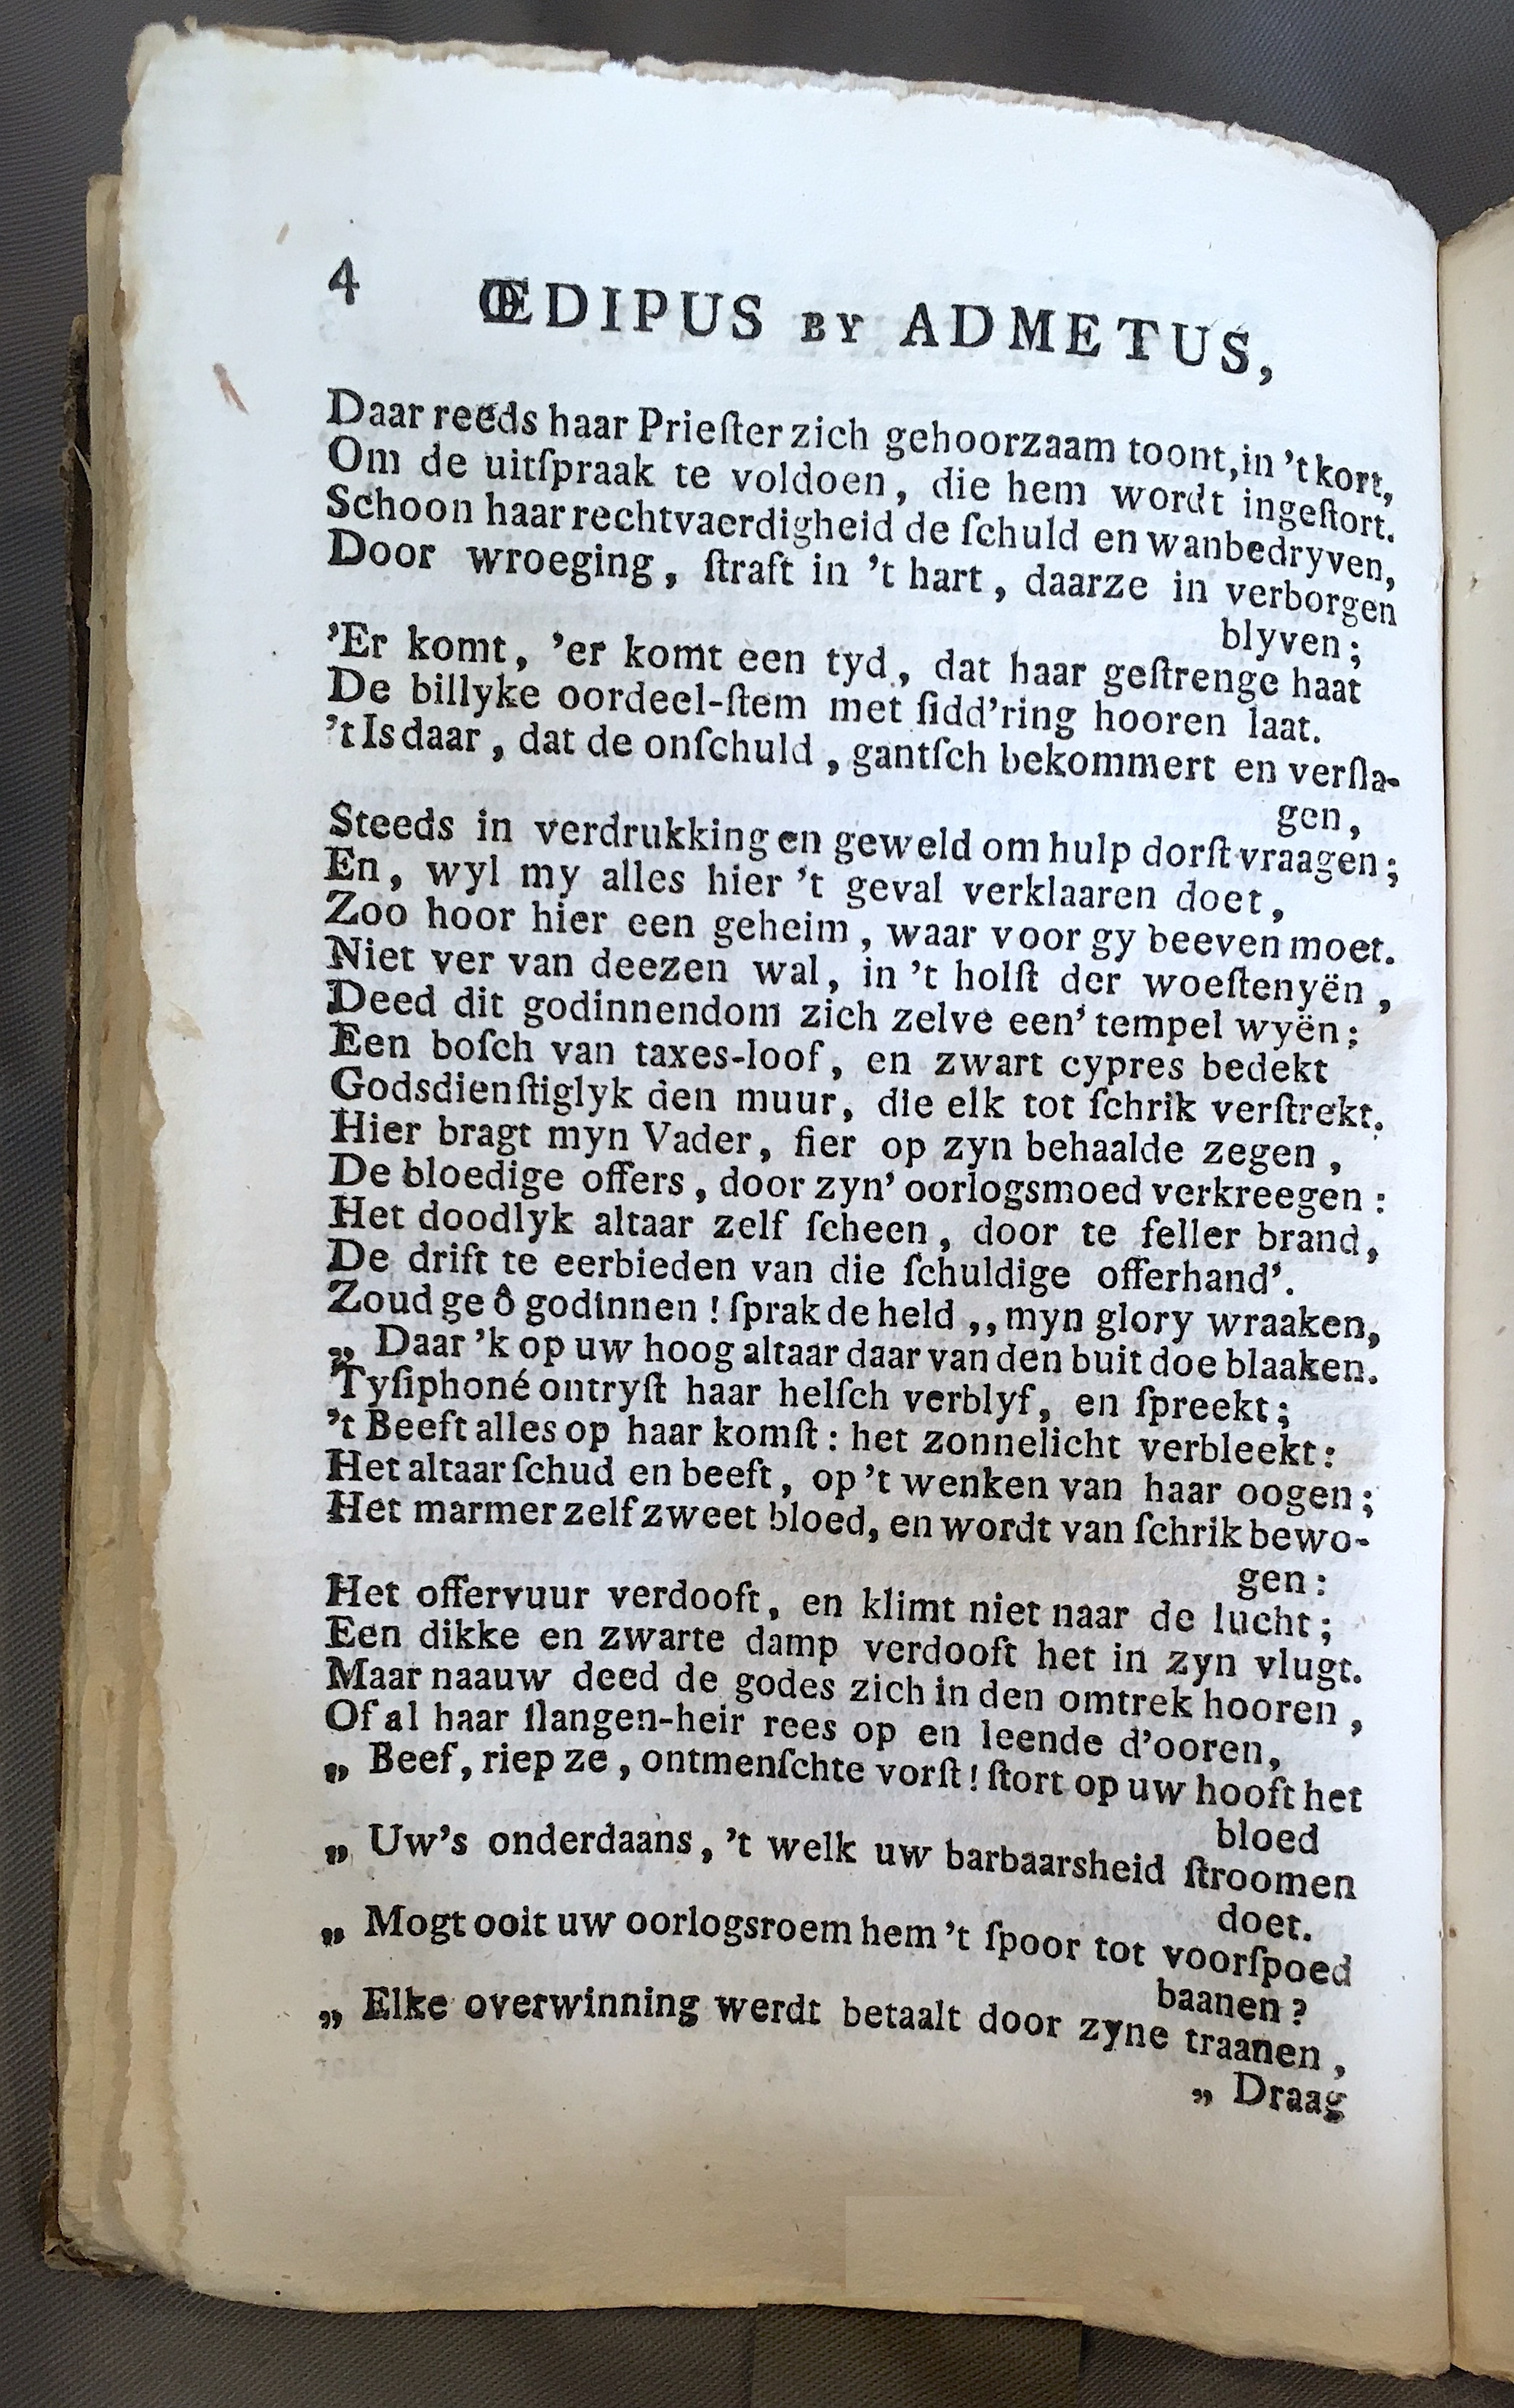 4 ŒDIPUS BY ADMETUS,
Daar reeds haar Prieſter zich gehoorzaam toont, in 't kort,
Om de uitſpraak te voldoen, die hem wordt ingeſtort.
Schoon haar rechtvaerdigheid de ſchuld en wanbedryven,
Door wroeging, ſtraft in 't hart, daarze in verborgen
blyven;
'Er komt, 'er komt een tyd, dat haar geſtrenge haat
De billyke oordeel-ſtem met ſidd'ring hooren laat.
't Is daar, dat de onſchuld, gantſch bekommert en verſla-
gen,
Steeds in verdrukking en geweld om hulp dorſt vraagen;
En, wyl my alles hier 't geval verklaaren doet,
Zoo hoor hier een geheim, waar voor gy beeven moet.
Niet ver van deezen wal, in 't holſt der woeſtenyën,
Deed dit godinnendom zich zelve een' tempel wyën;
Een boſch van taxes-loof, en zwart cypres bedekt
Godsdienſtiglyk den muur, die elk tot ſchrik verſtrekt.
Hier bragt myn Vader, fier op zyn behaalde zegen,
De bloedige offers, door zyn' oorlogsmoed verkreegen:
Het doodlyk altaar zelf ſcheen, door te feller brand,
De drift te eerbieden van die ſchuldige offerhand'.
Zoud ge ô godinnen! ſprak de held ,, myn glory wraaken,
„ Daar 'k op uw hoog altaar daar van den buit doe blaaken.
Tyſiphoné ontryſt haar helſch verblyf, en ſpreekt;
't Beeft alles op haar komſt: het zonnelicht verbleekt:
Het altaar ſchud en beeft, op 't wenken van haar oogen;
Het marmer zelf zweet bloed, en wordt van ſchrik bewo-
gen:
Het offervuur verdooft, en klimt niet naar de lucht;
Een dikke en zwarte damp verdooft het in zyn vlugt.
Maar naauw deed de godes zich in den omtrek hooren,
Of al haar ſlangen-heir rees op en leende d'ooren,
„ Beef, riep ze, ontmenſchte vorſt! ſtort op uw hooft het
bloed
„ Uw's onderdaans, 't welk uw barbaarsheid ſtroomen
doet.
„ Mogt ooit uw oorlogsroem hem 't ſpoor tot voorſpoed
baanen?
„ Elke overwinning werdt betaalt door zyne traanen,
„ Draag